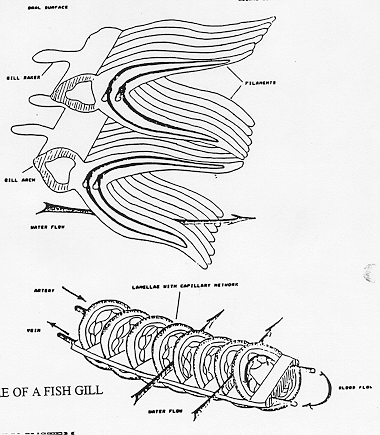 ORAL SURFACE
GILL RAKER
FILAMENTS
GILL ARCH
WATER FLOW
LAMELLAE WITH CAPILLARY NETWORK
ARTERY
VEIN
E OF A FISH GILL
BLOOD FLOW
WATER FLOW